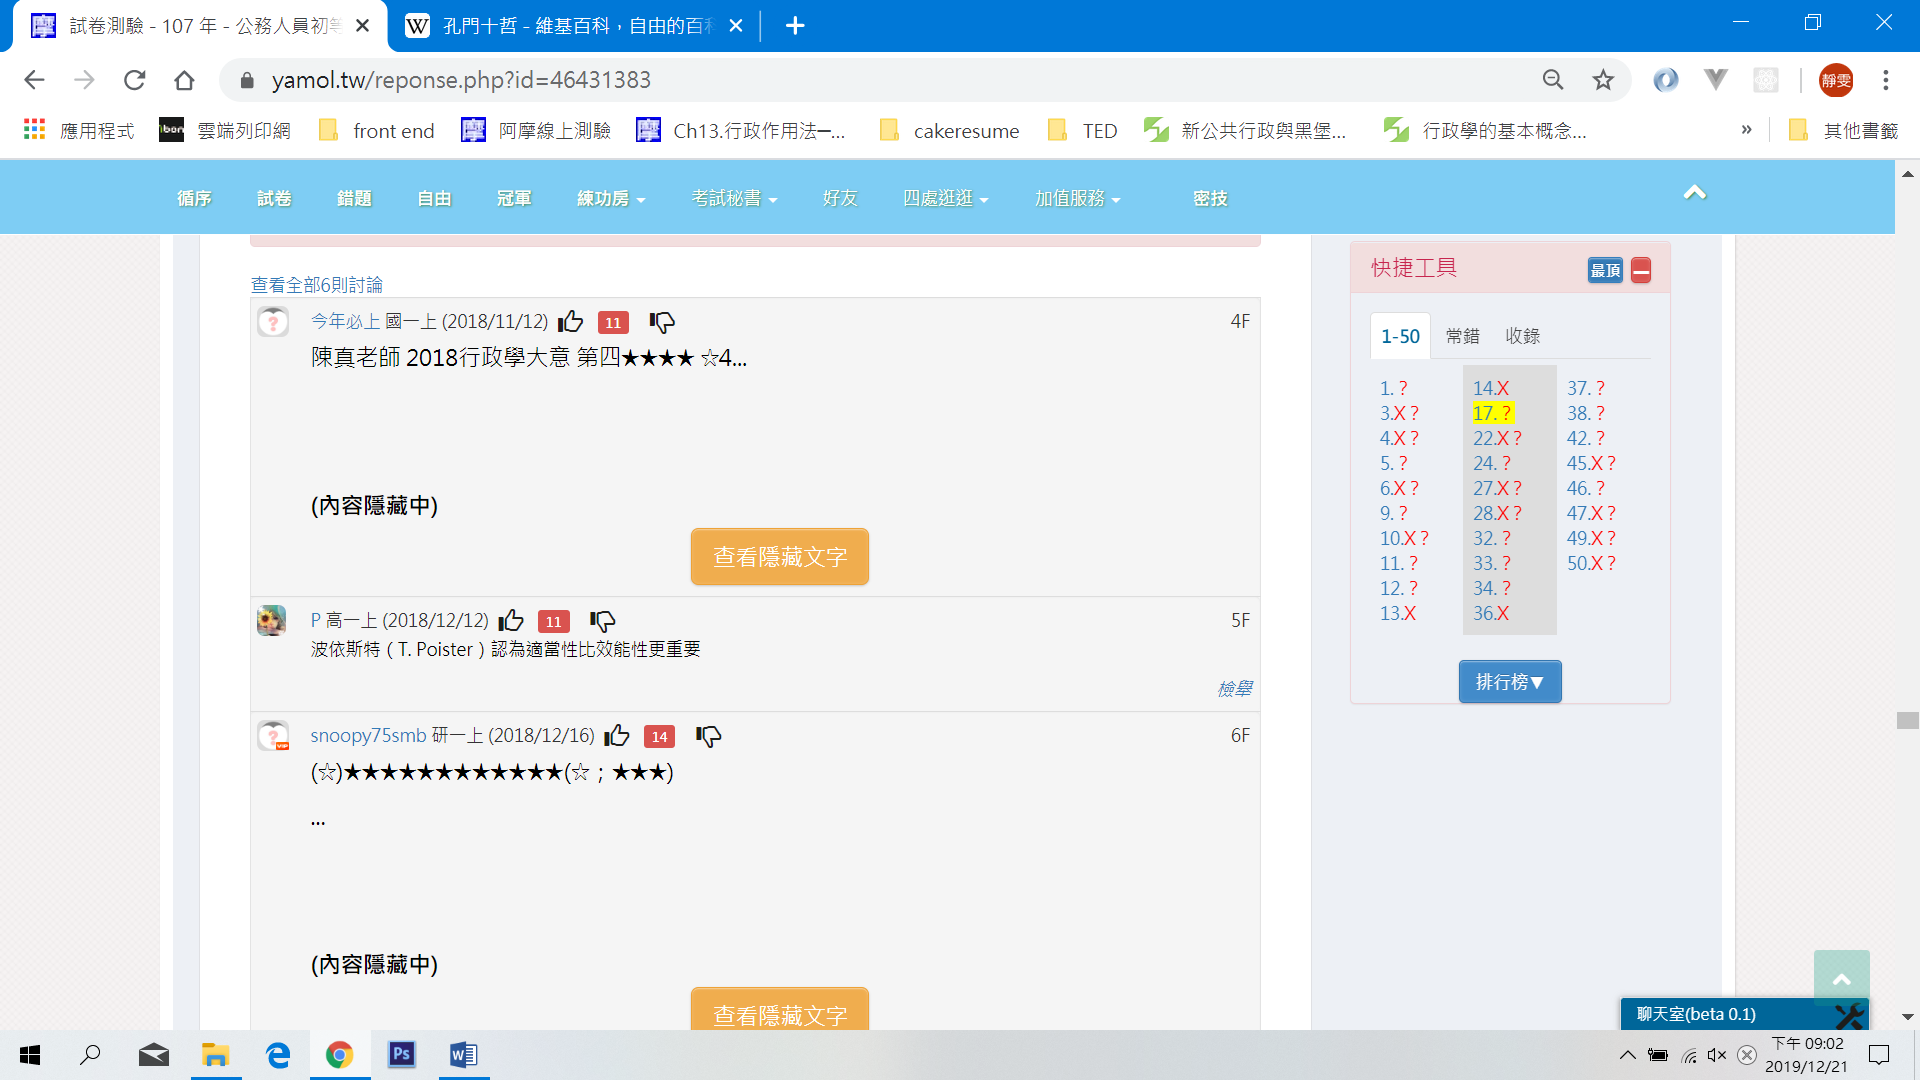 試卷測驗 - 107 年 - 公務人員初等
孔門十哲 - 維基百科，自由的百科
yamol.tw/reponse.php?id=46431383
靜雯
應用程式
雲端列印網
front end
阿摩線上測驗
Ch13.行政作用法—...
cakeresume
TED
新公共行政與黑堡...
行政學的基本概念...
»
其他書籤
循序 試卷 錯題 自由 冠軍 練功房 考試秘書 好友 四處逛逛 加值服務 密技
查看全部6則討論
今年必上 國一上 (2018/11/12) 11 4F
陳真老師 2018行政學大意 第四★★★★ ☆4...
(內容隱藏中)
查看隱藏文字
P 高一上 (2018/12/12) 11 5F
波依斯特（T. Poister）認為適當性比效能性更重要
檢舉
snoopy75smb 研一上 (2018/12/16) 14 6F
VIP
(☆)★★★★★★★★★★★★(☆；★★★)
...
(內容隱藏中)
查看隱藏文字
快捷工具 最頂
1-50 常錯 收錄
1. ? 14.X 37. ?
3.X ? 17. ? 38. ?
4.X ? 22.X ? 42. ?
5. ? 24. ? 45.X ?
6.X ? 27.X ? 46. ?
9. ? 28.X ? 47.X ?
10.X ? 32. ? 49.X ?
11. ? 33. ? 50.X ?
12. ? 34. ?
13.X 36.X
排行榜▼
聊天室(beta 0.1)
Ps
下午 09:02
2019/12/21